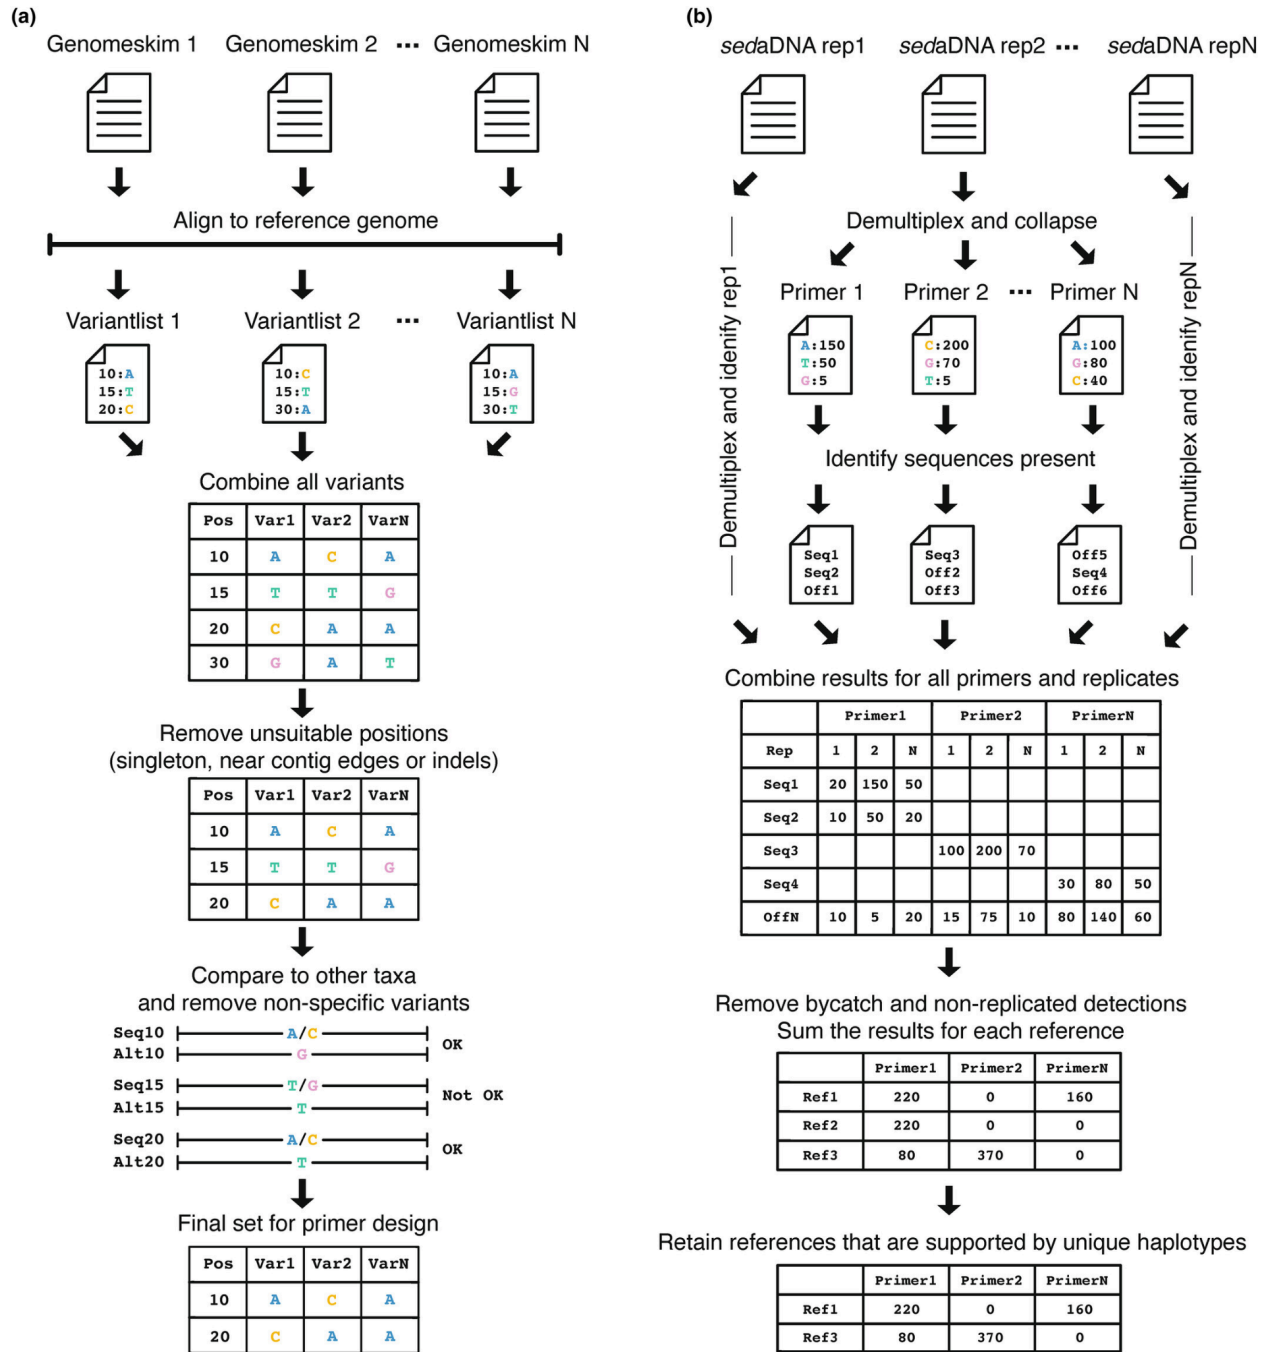 (a)
Genomeskim 1 Genomeskim 2 ··· Genomeskim N
Align to reference genome
Variantlist 1 Variantlist 2 ··· Variantlist N
10:A 10:C 10:A
15:T 15:T 15:G
20:C 30:A 30:T
Combine all variants
Pos Var1 Var2 VarN
10 A C A
15 T T G
20 C A A
30 G A T
Remove unsuitable positions
(singleton, near contig edges or indels)
Pos Var1 Var2 VarN
10 A C A
15 T T G
20 C A A
Compare to other taxa
and remove non-specific variants
Seq10 A/C
OK
Alt10 G
Seq15 T/G
Not OK
Alt15 T
Seq20 A/C
OK
Alt20 T
Final set for primer design
Pos Var1 Var2 VarN
10 A C A
20 C A A
(b)
sedaDNA rep1 sedaDNA rep2 ··· sedaDNA repN
Demultiplex and collapse
Demultiplex and idenify rep1
Demultiplex and identify repN
Primer 1 Primer 2 ··· Primer N
A:150 C:200 A:100
T:50 G:70 G:80
G:5 T:5 C:40
Identify sequences present
Seq1 Seq3 Off5
Seq2 Off2 Seq4
Off1 Off3 Off6
Combine results for all primers and replicates
Primer1 Primer2 PrimerN
Rep 1 2 N 1 2 N 1 2 N
Seq1 20 150 50
Seq2 10 50 20
Seq3 100 200 70
Seq4 30 80 50
OffN 10 5 20 15 75 10 80 140 60
Remove bycatch and non-replicated detections
Sum the results for each reference
Primer1 Primer2 PrimerN
Ref1 220 0 160
Ref2 220 0 0
Ref3 80 370 0
Retain references that are supported by unique haplotypes
Primer1 Primer2 PrimerN
Ref1 220 0 160
Ref3 80 370 0